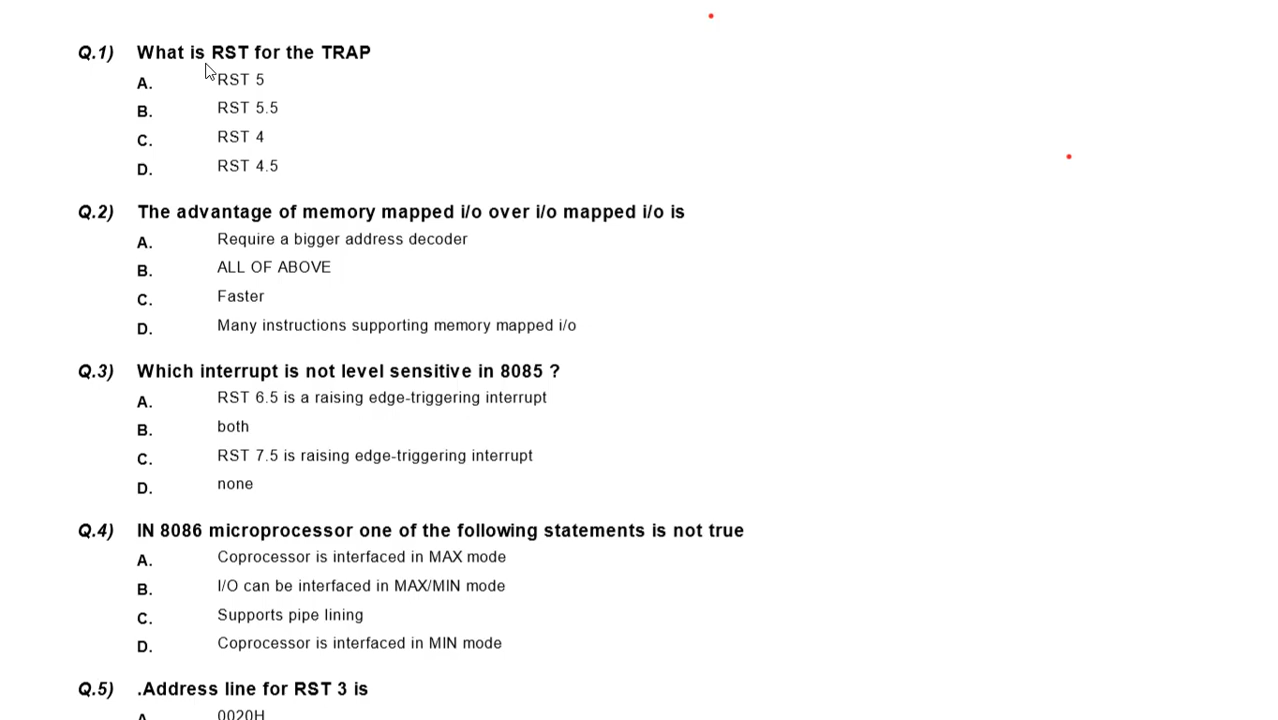 Q.1) What is RST for the TRAP
A. RST 5
B. RST 5.5
C. RST 4
D. RST 4.5
Q.2) The advantage of memory mapped i/o over i/o mapped i/o is
A. Require a bigger address decoder
B. ALL OF ABOVE
C. Faster
D. Many instructions supporting memory mapped i/o
Q.3) Which interrupt is not level sensitive in 8085 ?
A. RST 6.5 is a raising edge-triggering interrupt
B. both
C. RST 7.5 is raising edge-triggering interrupt
D. none
Q.4) IN 8086 microprocessor one of the following statements is not true
A. Coprocessor is interfaced in MAX mode
B. I/O can be interfaced in MAX/MIN mode
C. Supports pipe lining
D. Coprocessor is interfaced in MIN mode
Q.5) .Address line for RST 3 is
A. 0020H